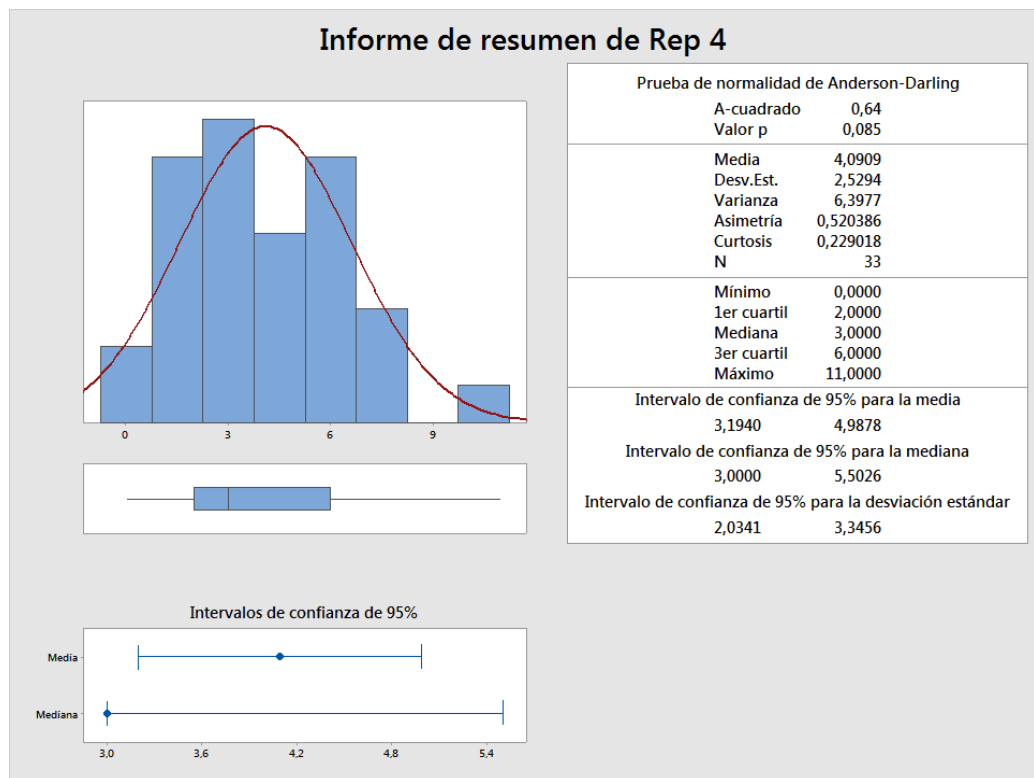 Informe de resumen de Rep 4
Prueba de normalidad de Anderson-Darling
A-cuadrado 0,64
Valor p 0,085
Media 4,0909
Desv.Est. 2,5294
Varianza 6,3977
Asimetría 0,520386
Curtosis 0,229018
N 33
Mínimo 0,0000
1er cuartil 2,0000
Mediana 3,0000
3er cuartil 6,0000
Máximo 11,0000
Intervalo de confianza de 95% para la media
3,1940 4,9878
Intervalo de confianza de 95% para la mediana
3,0000 5,5026
Intervalo de confianza de 95% para la desviación estándar
2,0341 3,3456
0 3 6 9
Intervalos de confianza de 95%
Media
Mediana
3,0 3,6 4,2 4,8 5,4